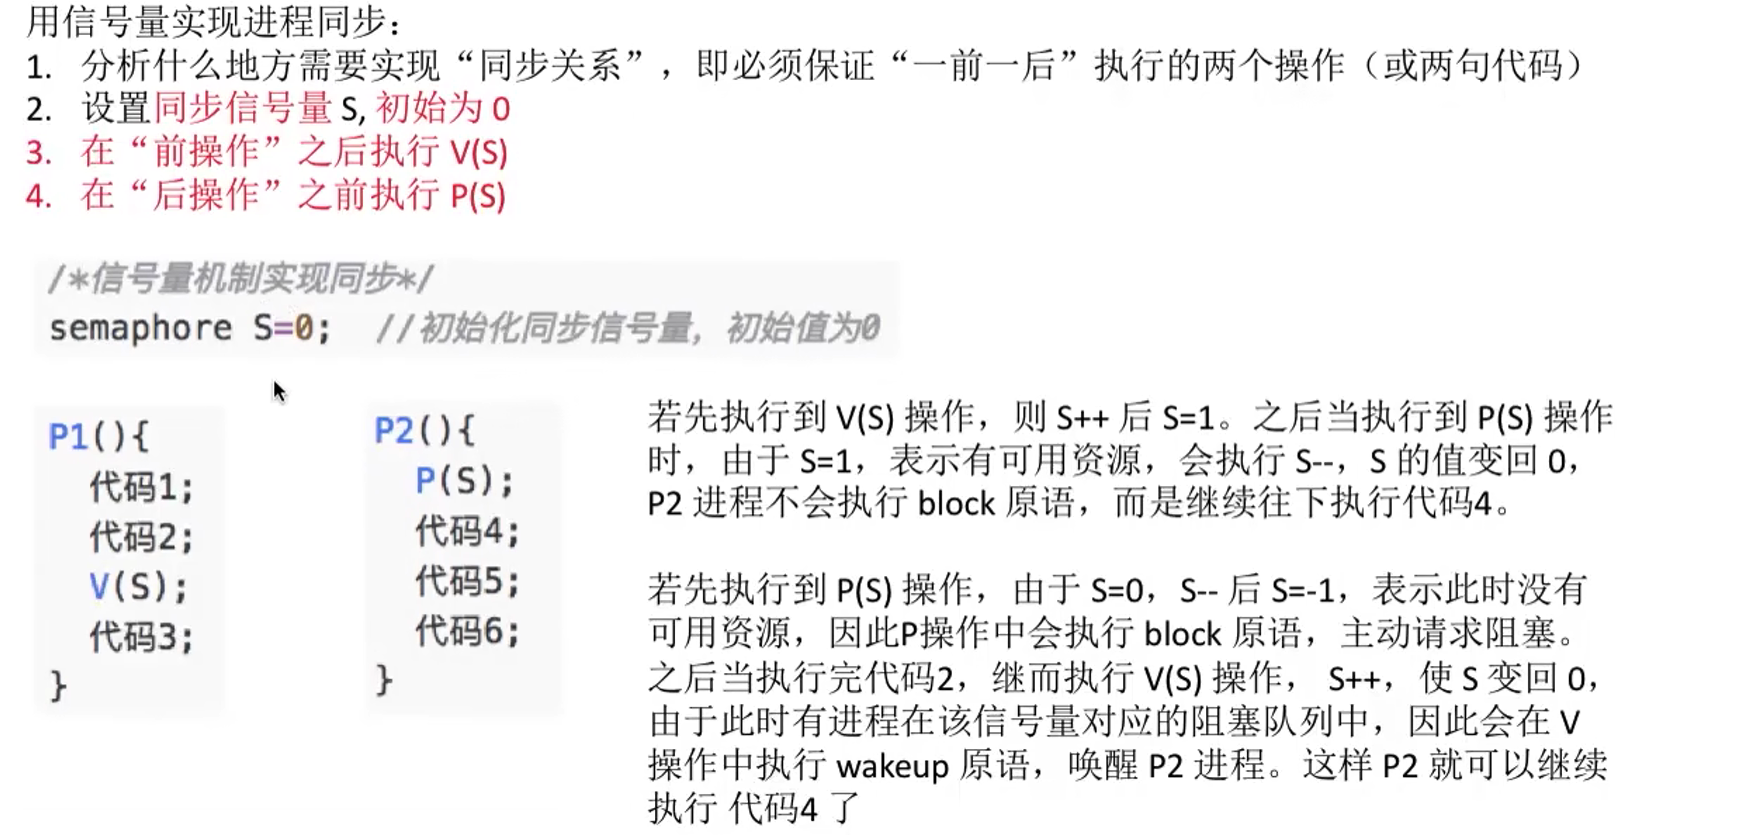 用信号量实现进程同步：
1. 分析什么地方需要实现“同步关系”，即必须保证“一前一后”执行的两个操作（或两句代码）
2. 设置同步信号量 S, 初始为 0
3. 在“前操作”之后执行 V(S)
4. 在“后操作”之前执行 P(S)
/*信号量机制实现同步*/
semaphore S=0; //初始化同步信号量，初始值为0
P1(){
代码1;
代码2;
V(S);
代码3;
}
P2(){
P(S);
代码4;
代码5;
代码6;
}
若先执行到 V(S) 操作，则 S++ 后 S=1。之后当执行到 P(S) 操作
时，由于 S=1，表示有可用资源，会执行 S--，S 的值变回 0，
P2 进程不会执行 block 原语，而是继续往下执行代码4。
若先执行到 P(S) 操作，由于 S=0，S-- 后 S=-1，表示此时没有
可用资源，因此P操作中会执行 block 原语，主动请求阻塞。
之后当执行完代码2，继而执行 V(S) 操作， S++，使 S 变回 0，
由于此时有进程在该信号量对应的阻塞队列中，因此会在 V
操作中执行 wakeup 原语，唤醒 P2 进程。这样 P2 就可以继续
执行 代码4 了